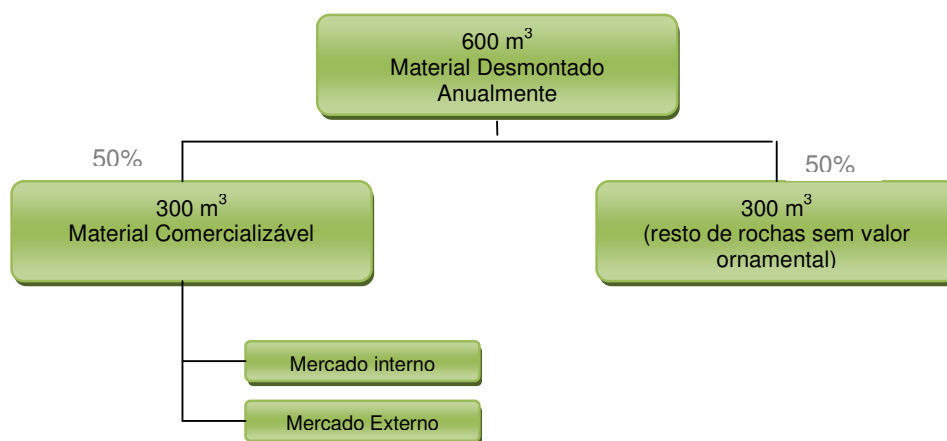 600 m³
Material Desmontado
Anualmente
50%
50%
300 m³
Material Comercializável
300 m³
(resto de rochas sem valor
ornamental)
Mercado interno
Mercado Externo